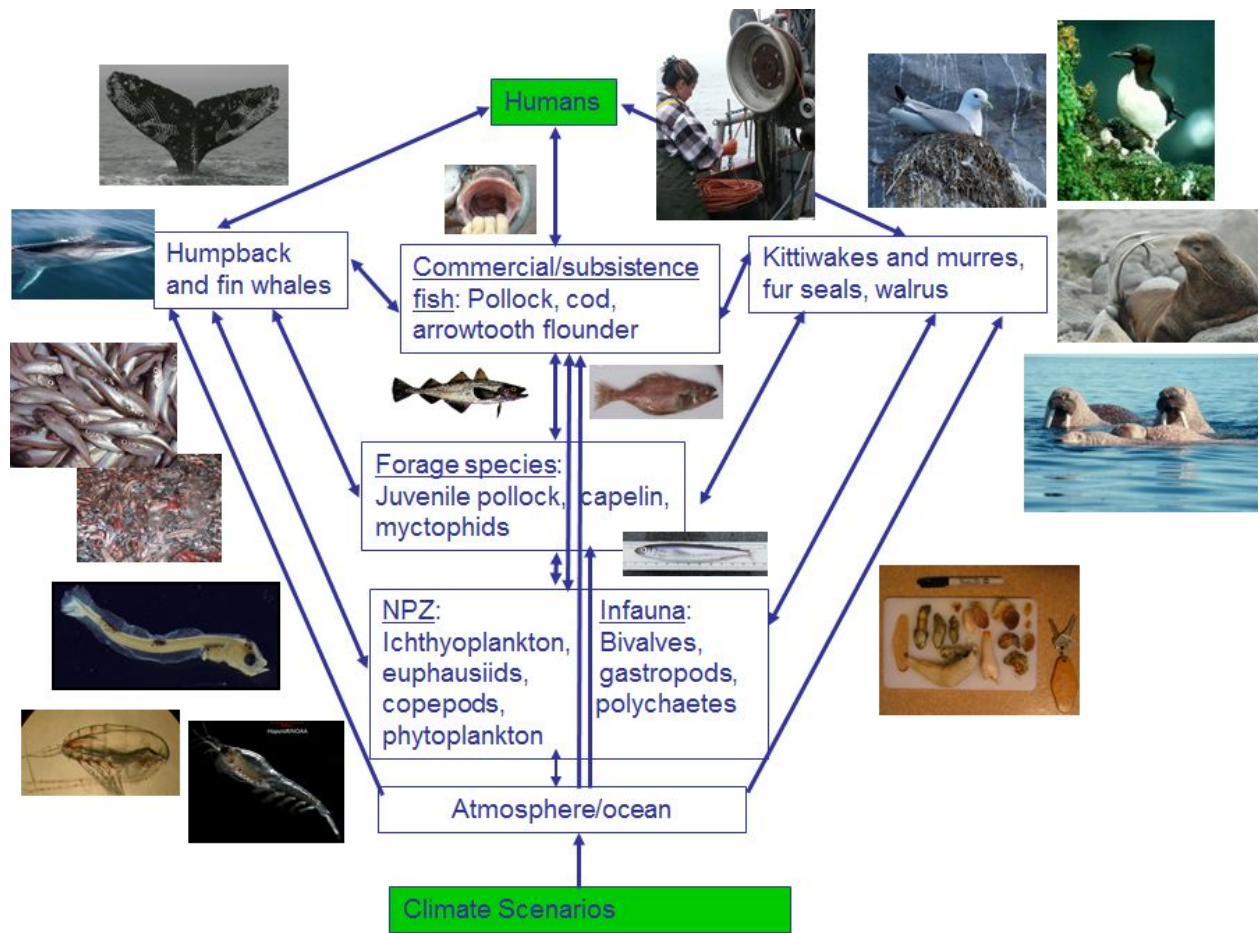 Humans
Humpback
and fin whales
Commercial/subsistence
fish: Pollock, cod,
arrowtooth flounder
Kittiwakes and murres,
fur seals, walrus
Forage species:
Juvenile pollock, capelin,
myctophids
NPZ:
Ichthyoplankton,
euphausiids,
copepods,
phytoplankton
Infauna:
Bivalves,
gastropods,
polychaetes
Atmosphere/ocean
Climate Scenarios